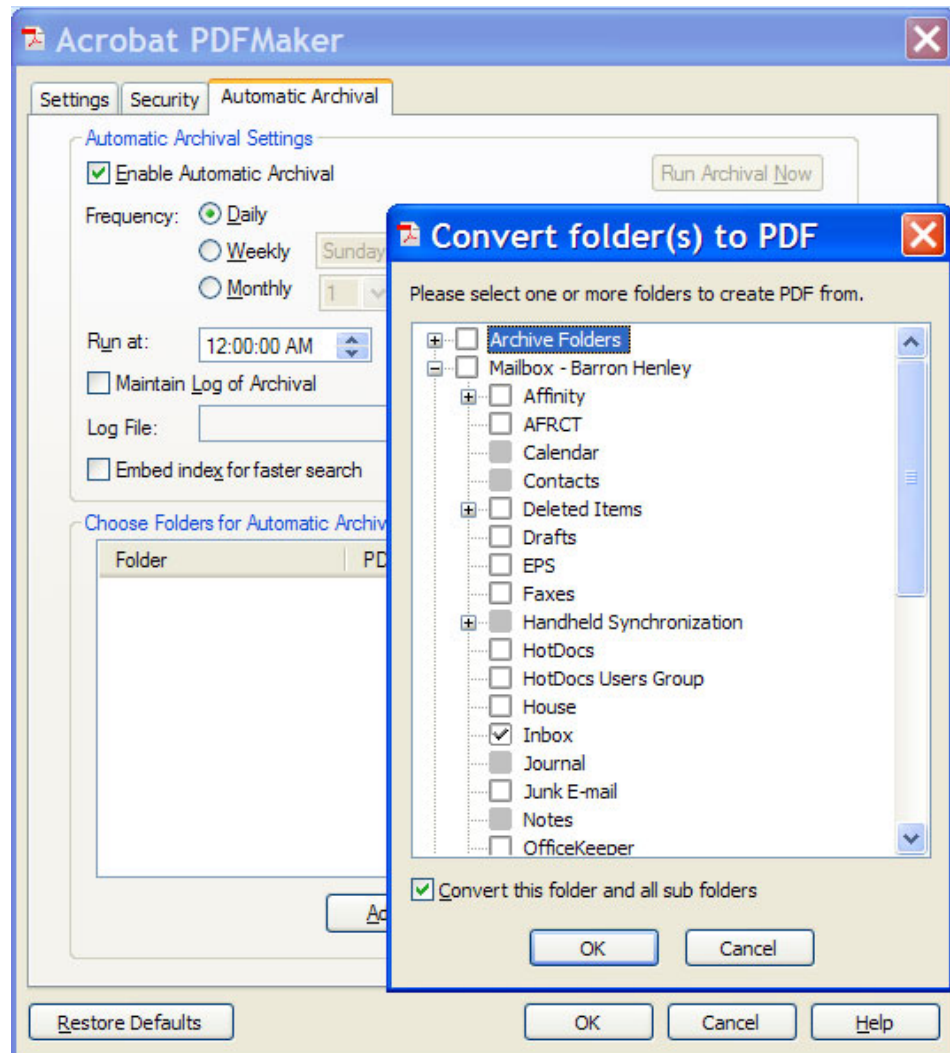 Acrobat PDFMaker
Settings Security Automatic Archival
Automatic Archival Settings
Enable Automatic Archival
Run Archival Now
Frequency: Daily
Weekly Sunday
Monthly 1
Run at: 12:00:00 AM
Maintain Log of Archival
Log File:
Embed index for faster search
Choose Folders for Automatic Archiv
Folder PD
Ad
Restore Defaults
OK Cancel Help
Convert folder(s) to PDF
Please select one or more folders to create PDF from.
Archive Folders
Mailbox - Barron Henley
Affinity
AFRCT
Calendar
Contacts
Deleted Items
Drafts
EPS
Faxes
Handheld Synchronization
HotDocs
HotDocs Users Group
House
Inbox
Journal
Junk E-mail
Notes
OfficeKeeper
Convert this folder and all sub folders
OK Cancel